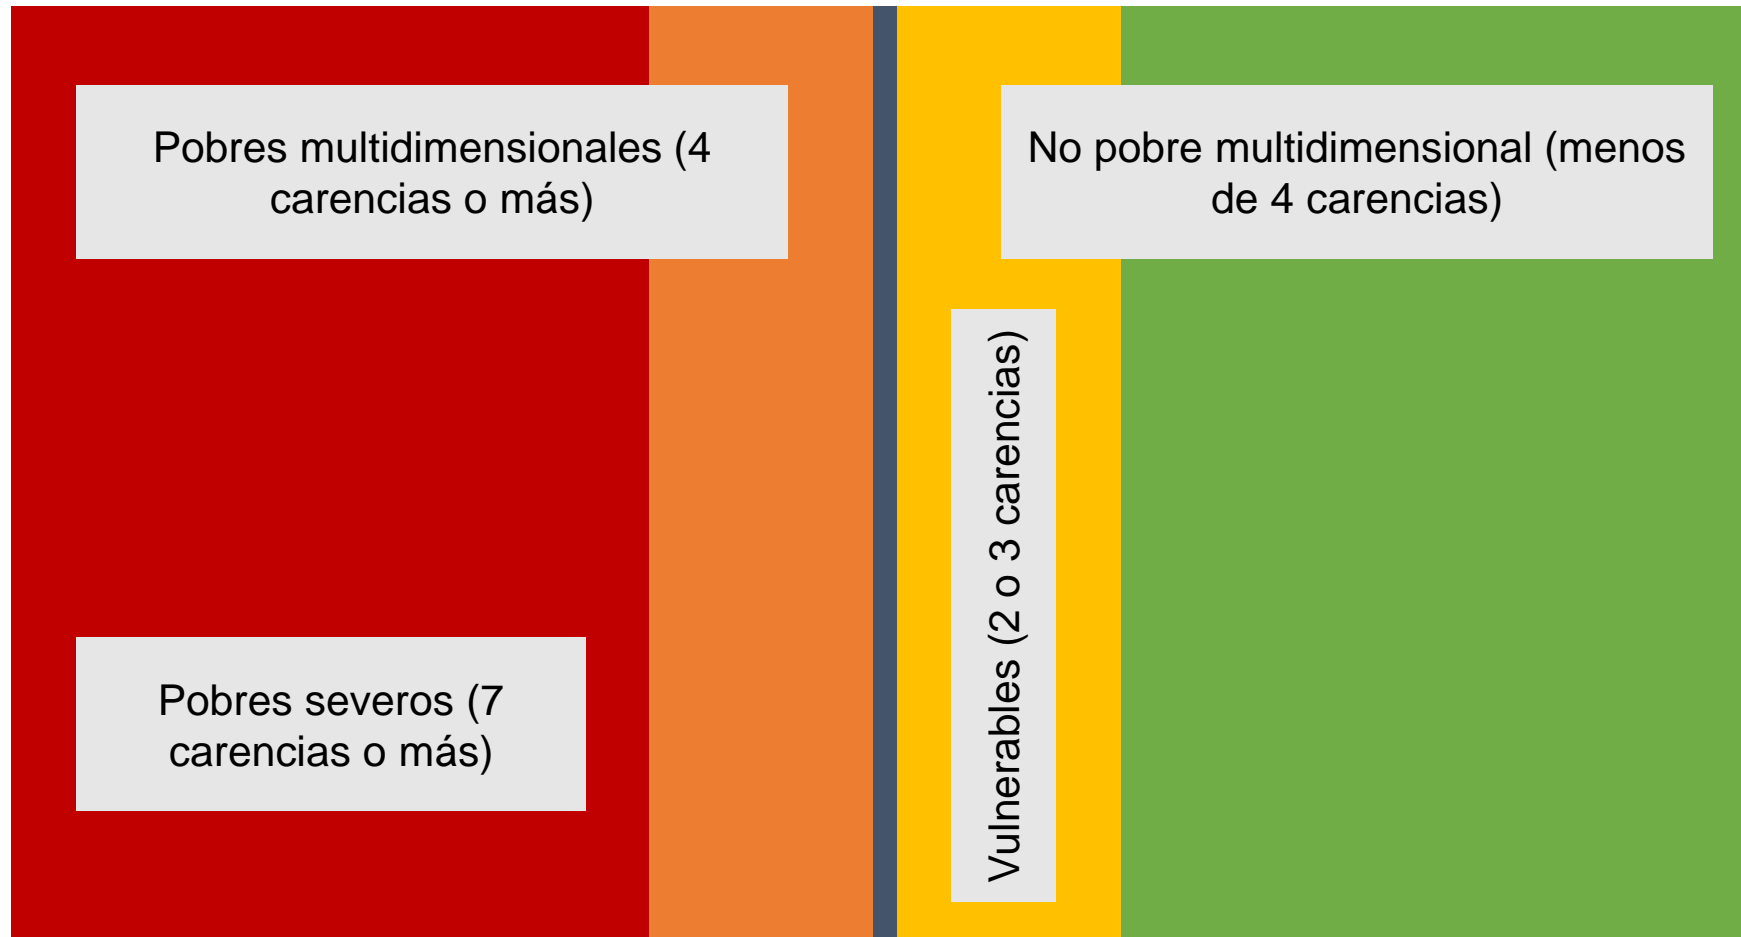 Pobres multidimensionales (4
carencias o más)
No pobre multidimensional (menos
de 4 carencias)
Vulnerables (2 o 3 carencias)
Pobres severos (7
carencias o más)